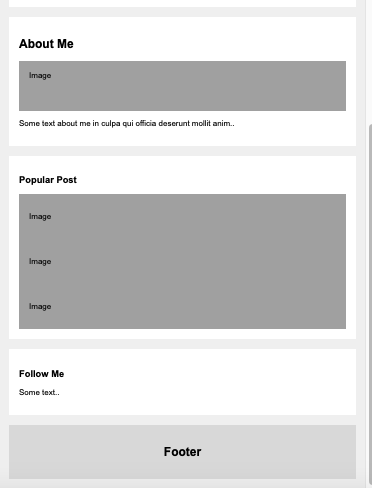 About Me
Image
Some text about me in culpa qui officia deserunt mollit anim..
Popular Post
Image
Image
Image
Follow Me
Some text..
Footer